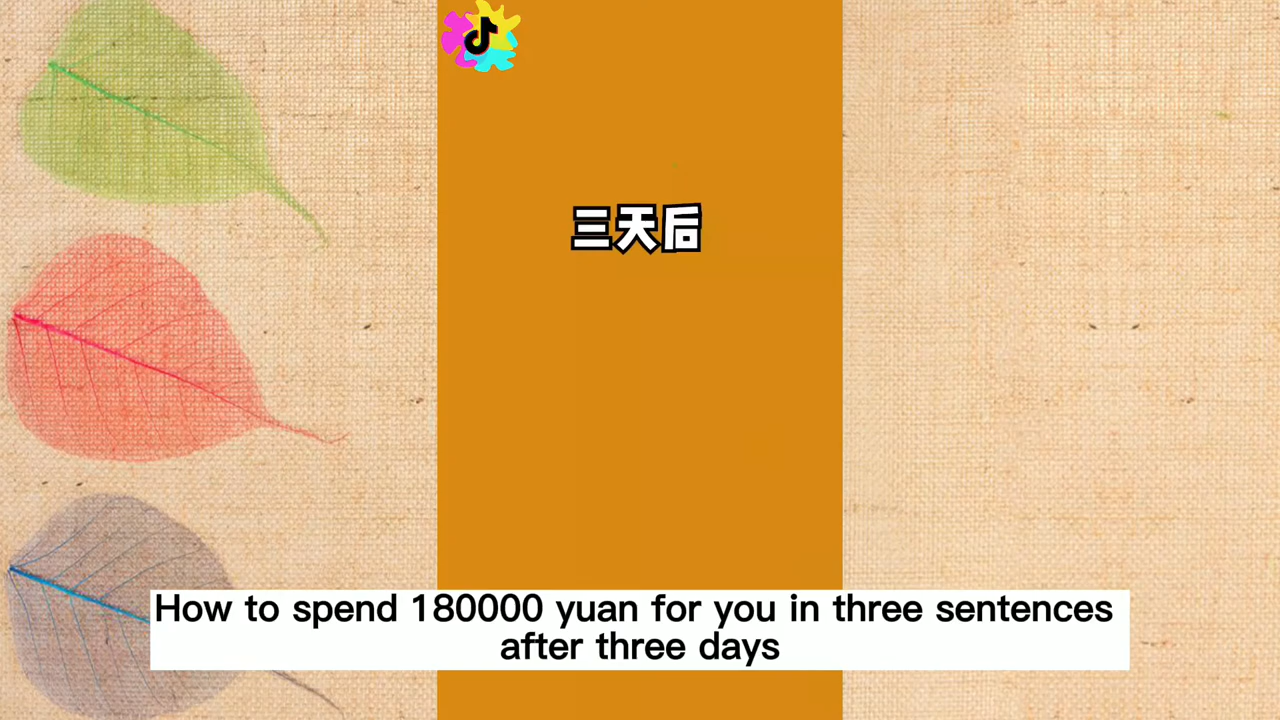 三天后
How to spend 180000 yuan for you in three sentences
after three days